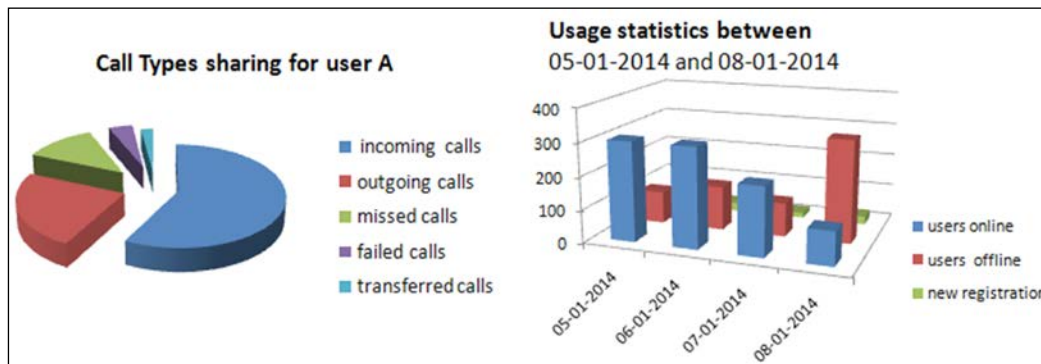 Call Types sharing for user A
incoming calls
outgoing calls
missed calls
failed calls
transferred calls
Usage statistics between
05-01-2014 and 08-01-2014
400
300
200
100
0
05-01-2014
06-01-2014
07-01-2014
08-01-2014
users online
users offline
new registration